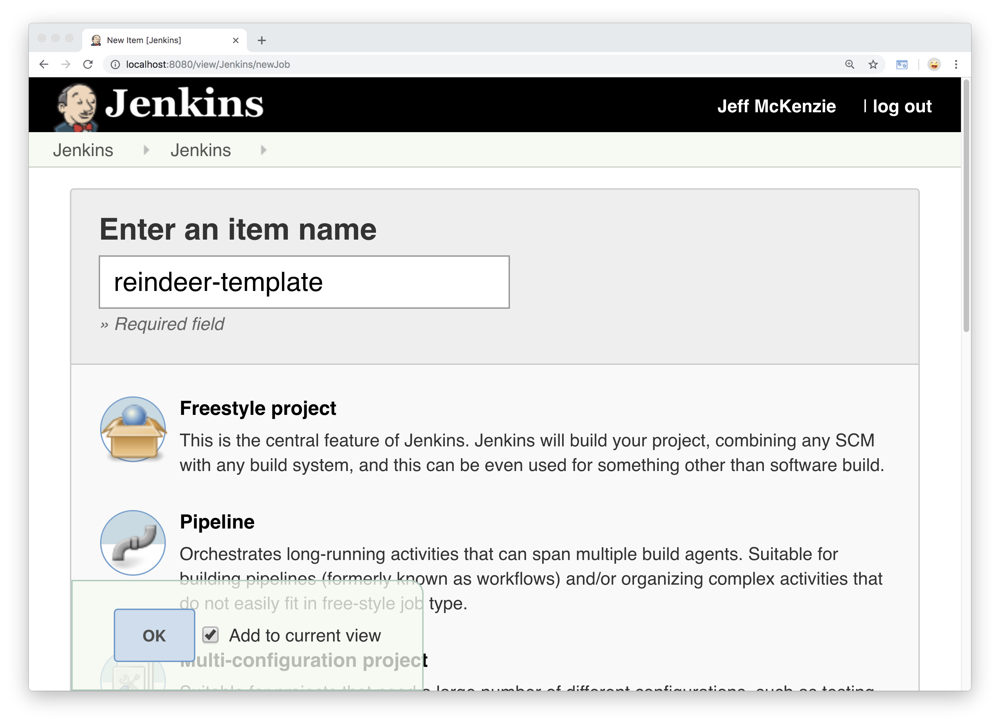 New Item [Jenkins]
localhost:8080/view/Jenkins/newJob
Jenkins
Jeff McKenzie | log out
Jenkins Jenkins
Enter an item name
reindeer-template
» Required field
Freestyle project
This is the central feature of Jenkins. Jenkins will build your project, combining any SCM
with any build system, and this can be even used for something other than software build.
Pipeline
Orchestrates long-running activities that can span multiple build agents. Suitable for
building pipelines (formerly known as workflows) and/or organizing complex activities that
do not easily fit in free-style job type.
OK Add to current view
Multi-configuration project
Suitable for projects that need a large number of different configurations, such as testing